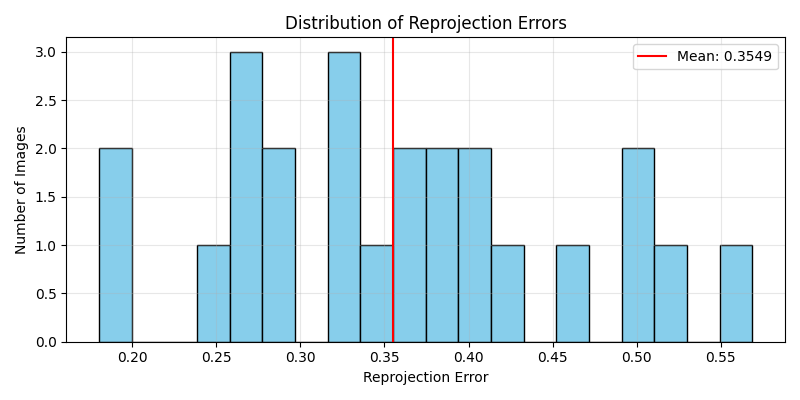 Distribution of Reprojection Errors
Mean: 0.3549
Number of Images
3.0
2.5
2.0
1.5
1.0
0.5
0.0
0.20 0.25 0.30 0.35 0.40 0.45 0.50 0.55
Reprojection Error